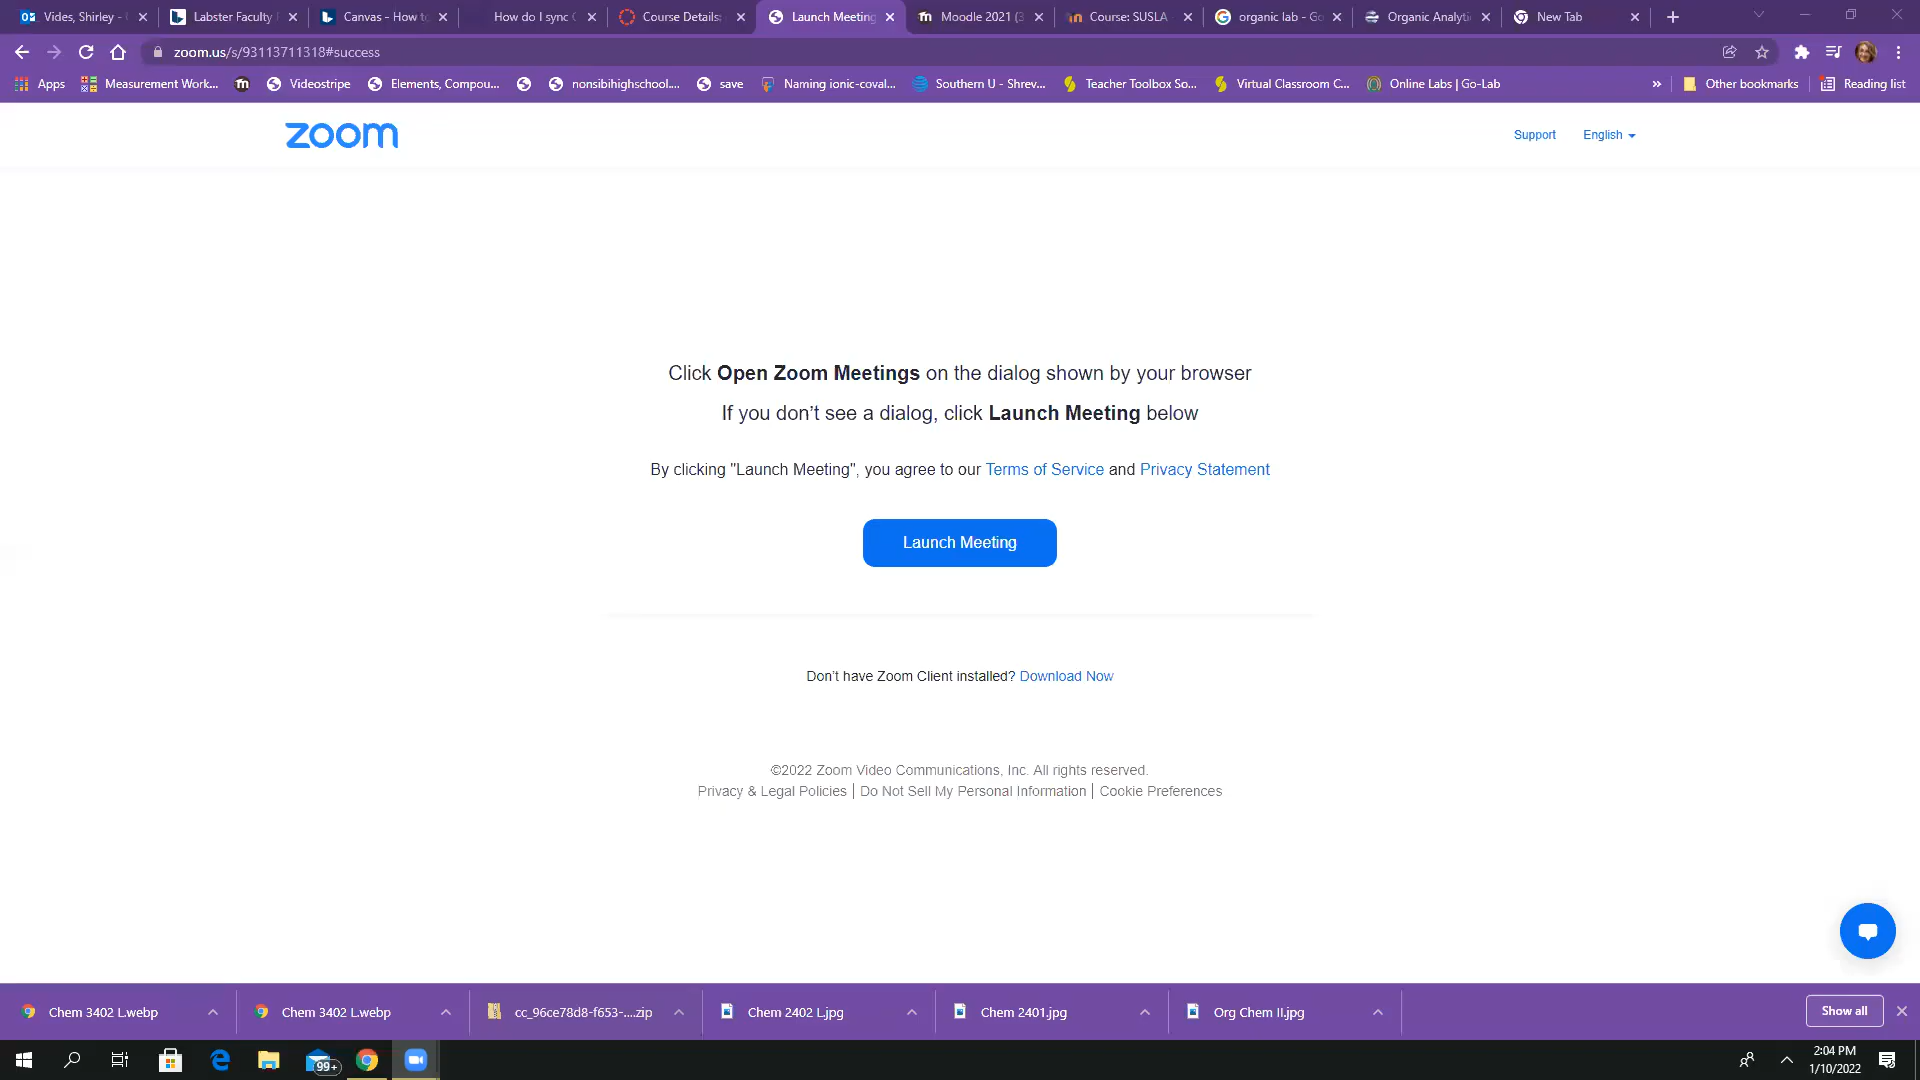 Vides, Shirley -
Labster Faculty
Canvas - How to
How do I sync
Course Details:
Launch Meeting
Moodle 2021 (
Course: SUSLA
organic lab - Go
Organic Analyti
New Tab
zoom.us/s/93113711318#success
Apps
Measurement Work...
Videostripe
Elements, Compou...
nonsibihighschool....
save
Naming ionic-coval...
Southern U - Shrev...
Teacher Toolbox So...
Virtual Classroom C...
Online Labs | Go-Lab
»
Other bookmarks
Reading list
zoom
Support
English
Click Open Zoom Meetings on the dialog shown by your browser
If you don't see a dialog, click Launch Meeting below
By clicking "Launch Meeting", you agree to our Terms of Service and Privacy Statement
Launch Meeting
Don't have Zoom Client installed? Download Now
©2022 Zoom Video Communications, Inc. All rights reserved.
Privacy & Legal Policies | Do Not Sell My Personal Information | Cookie Preferences
Chem 3402 L.webp
Chem 3402 L.webp
cc_96ce78d8-f653-....zip
Chem 2402 L.jpg
Chem 2401.jpg
Org Chem II.jpg
Show all
99+
2:04 PM
1/10/2022